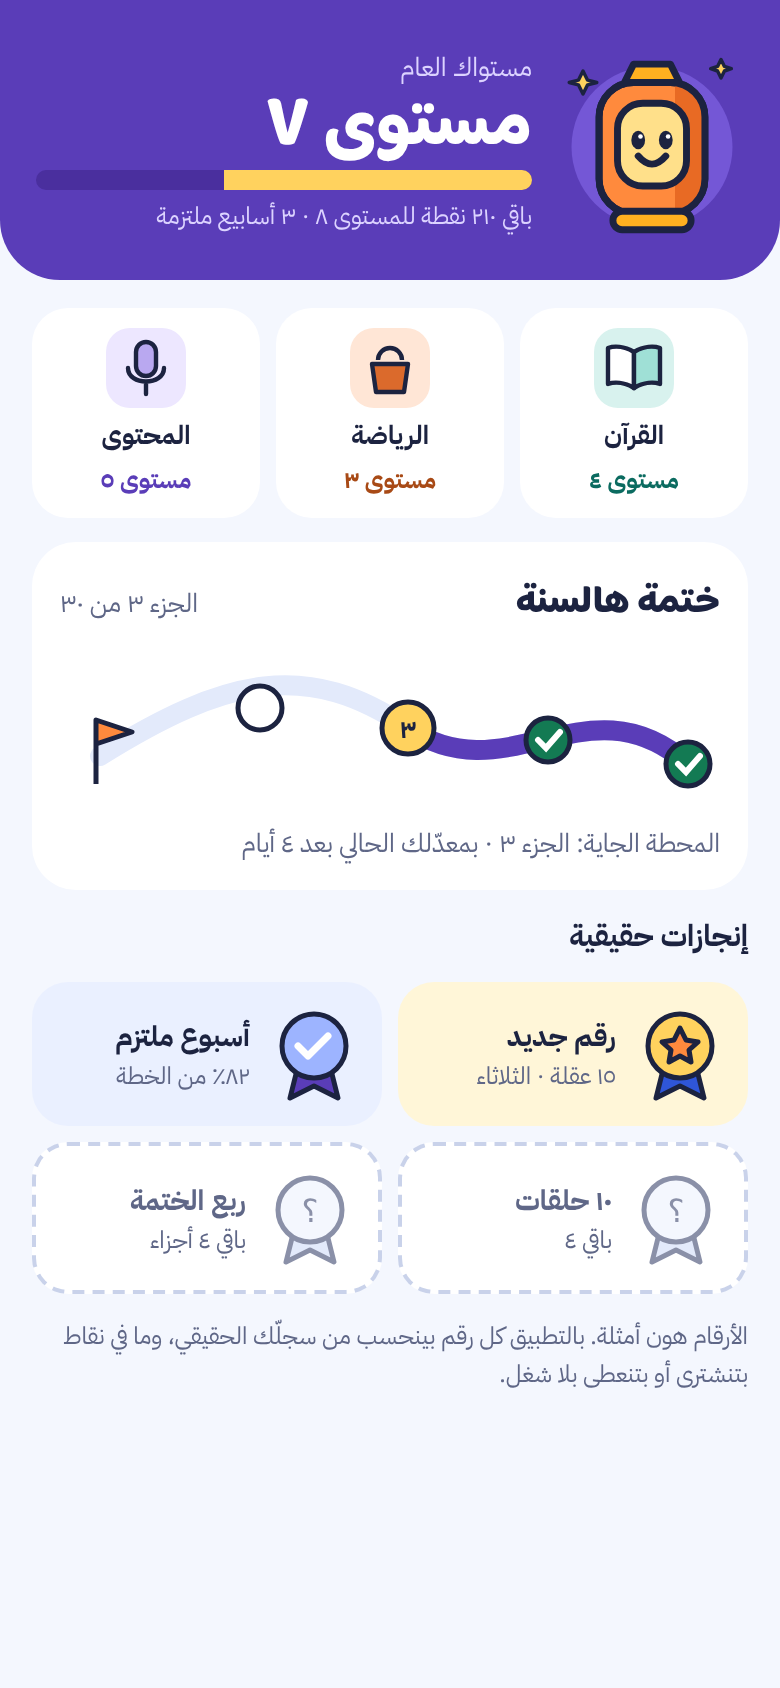 مستواك العام
مستوى ٧
باقي ٢١٠ نقطة للمستوى ٨ · ٣ أسابيع ملتزمة
القرآن
مستوى ٤
الرياضة
مستوى ٣
المحتوى
مستوى ٥
ختمة هالسنة
الجزء ٣ من ٣٠
٣
المحطة الجاية: الجزء ٣ · بمعدّلك الحالي بعد ٤ أيام
إنجازات حقيقية
رقم جديد
١٥ عقلة · الثلاثاء
أسبوع ملتزم
٨٢٪ من الخطة
؟
١٠ حلقات
باقي ٤
؟
ربع الختمة
باقي ٤ أجزاء
الأرقام هون أمثلة. بالتطبيق كل رقم بينحسب من سجلّك الحقيقي، وما في نقاط
بتنشترى أو بتنعطى بلا شغل.